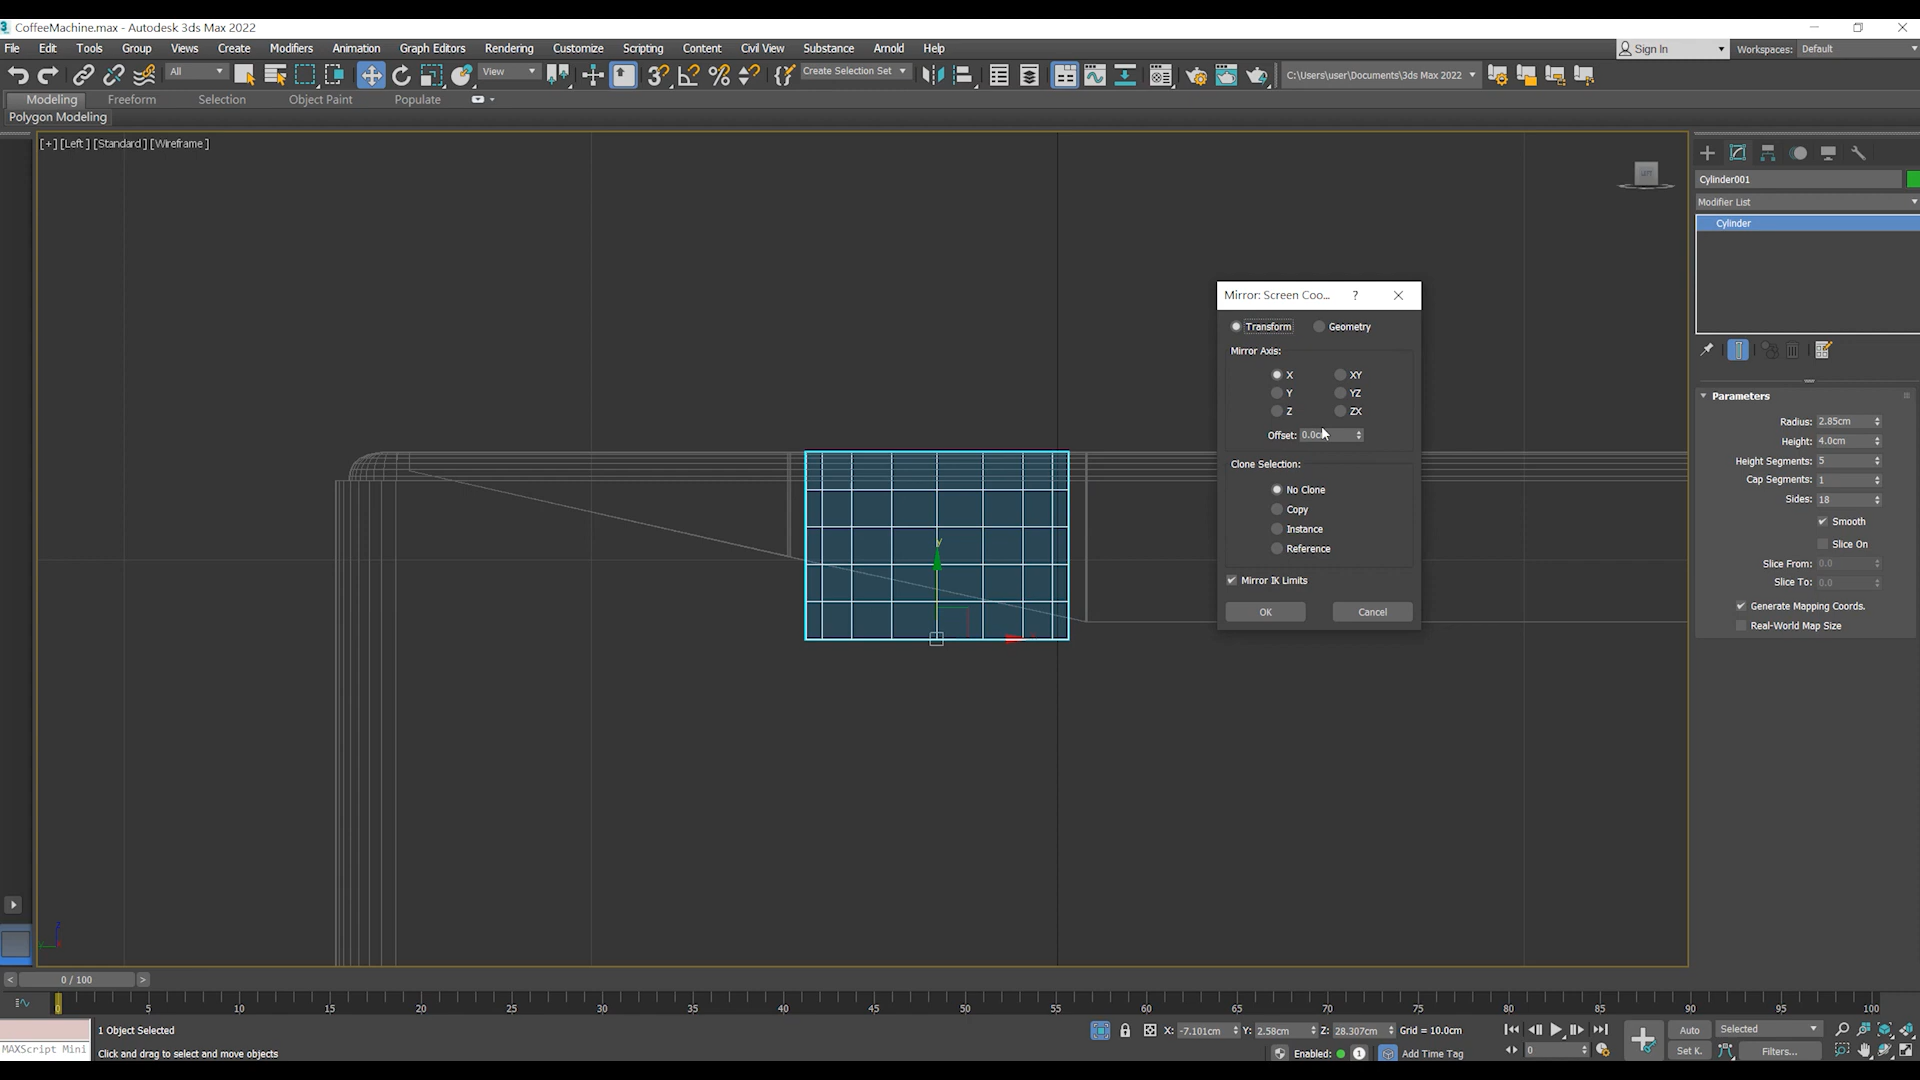 CoffeeMachine.max - Autodesk 3ds Max 2022
File Edit Tools Group Views Create Modifiers Animation Graph Editors Rendering Customize Scripting Content Civil View Substance Arnold Help
Sign In Workspaces: Default
All View Create Selection Set C:\Users\user\Documents\3ds Max 2022
Modeling Freeform Selection Object Paint Populate
Polygon Modeling
[+] [Left ] [Standard ] [Wireframe ]
Cylinder001
Modifier List
Cylinder
Mirror: Screen Coo... ?
Transform Geometry
Mirror Axis:
X XY
Y YZ
Z ZX
Offset:
Clone Selection:
No Clone
Copy
Instance
Reference
Mirror IK Limits
OK Cancel
Parameters
Radius: 2.85cm
Height: 4.0cm
Height Segments: 5
Cap Segments: 1
Sides: 18
Smooth
Slice On
Slice From: 0.0
Slice To: 0.0
Generate Mapping Coords.
Real-World Map Size
y
< 0 / 100 >
0 5 10 15 20 25 30 35 40 45 50 55 60 65 70 75 80 85 90 95 100
1 Object Selected X: -7.101cm Y: 2.58cm Z: 28.307cm Grid = 10.0cm Auto Selected
MAXScript Mini Click and drag to select and move objects Enabled: 1 Add Time Tag 0 Set K. Filters...